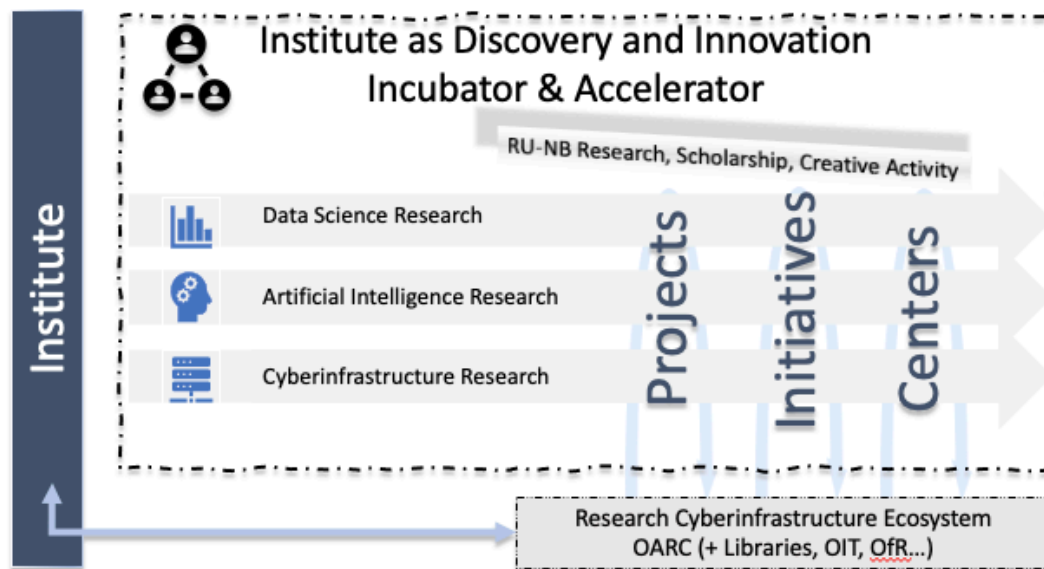 Institute
Institute as Discovery and Innovation
Incubator & Accelerator
RU-NB Research, Scholarship, Creative Activity
Data Science Research
Artificial Intelligence Research
Cyberinfrastructure Research
Projects
Initiatives
Centers
Research Cyberinfrastructure Ecosystem
OARC (+ Libraries, OIT, OfR...)